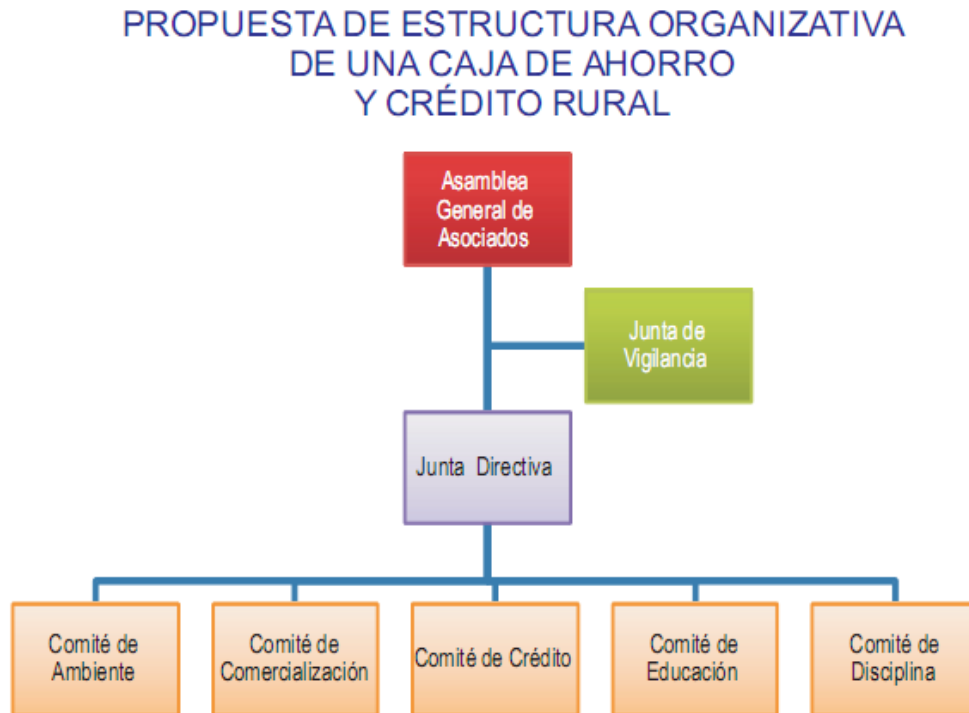 PROPUESTA DE ESTRUCTURA ORGANIZATIVA
DE UNA CAJA DE AHORRO
Y CRÉDITO RURAL
Asamblea
General de
Asociados
Junta de
Vigilancia
Junta Directiva
Comité de
Ambiente
Comité de
Comercialización
Comité de Crédito
Comité de
Educación
Comité de
Disciplina